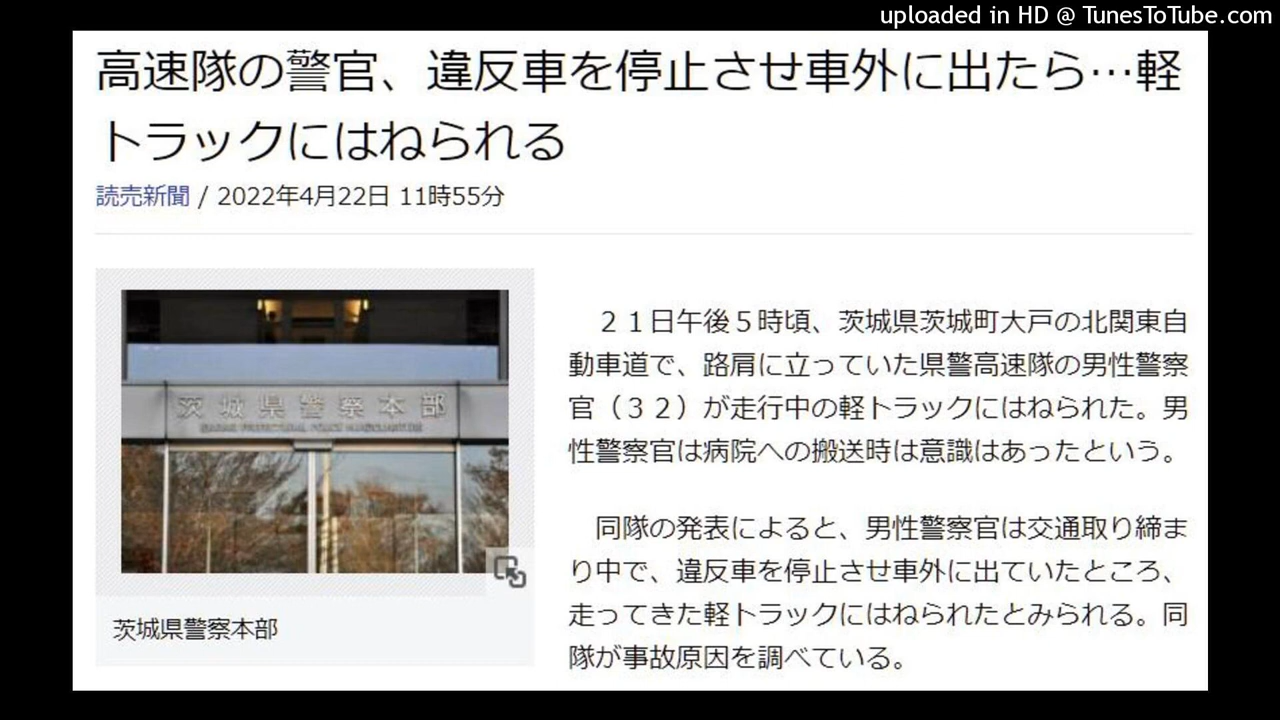 uploaded in HD @ TunesToTube.com
高速隊の警官、違反車を停止させ車外に出たら…軽
トラックにはねられる
読売新聞 / 2022年4月22日 11時55分
茨城県警察本部
IBARAKI PREFECTURAL POLICE HEADQUARTERS
茨城県警察本部
２１日午後５時頃、茨城県茨城町大戸の北関東自
動車道で、路肩に立っていた県警高速隊の男性警察
官（３２）が走行中の軽トラックにはねられた。男
性警察官は病院への搬送時は意識はあったという。
同隊の発表によると、男性警察官は交通取り締ま
り中で、違反車を停止させ車外に出ていたところ、
走ってきた軽トラックにはねられたとみられる。同
隊が事故原因を調べている。